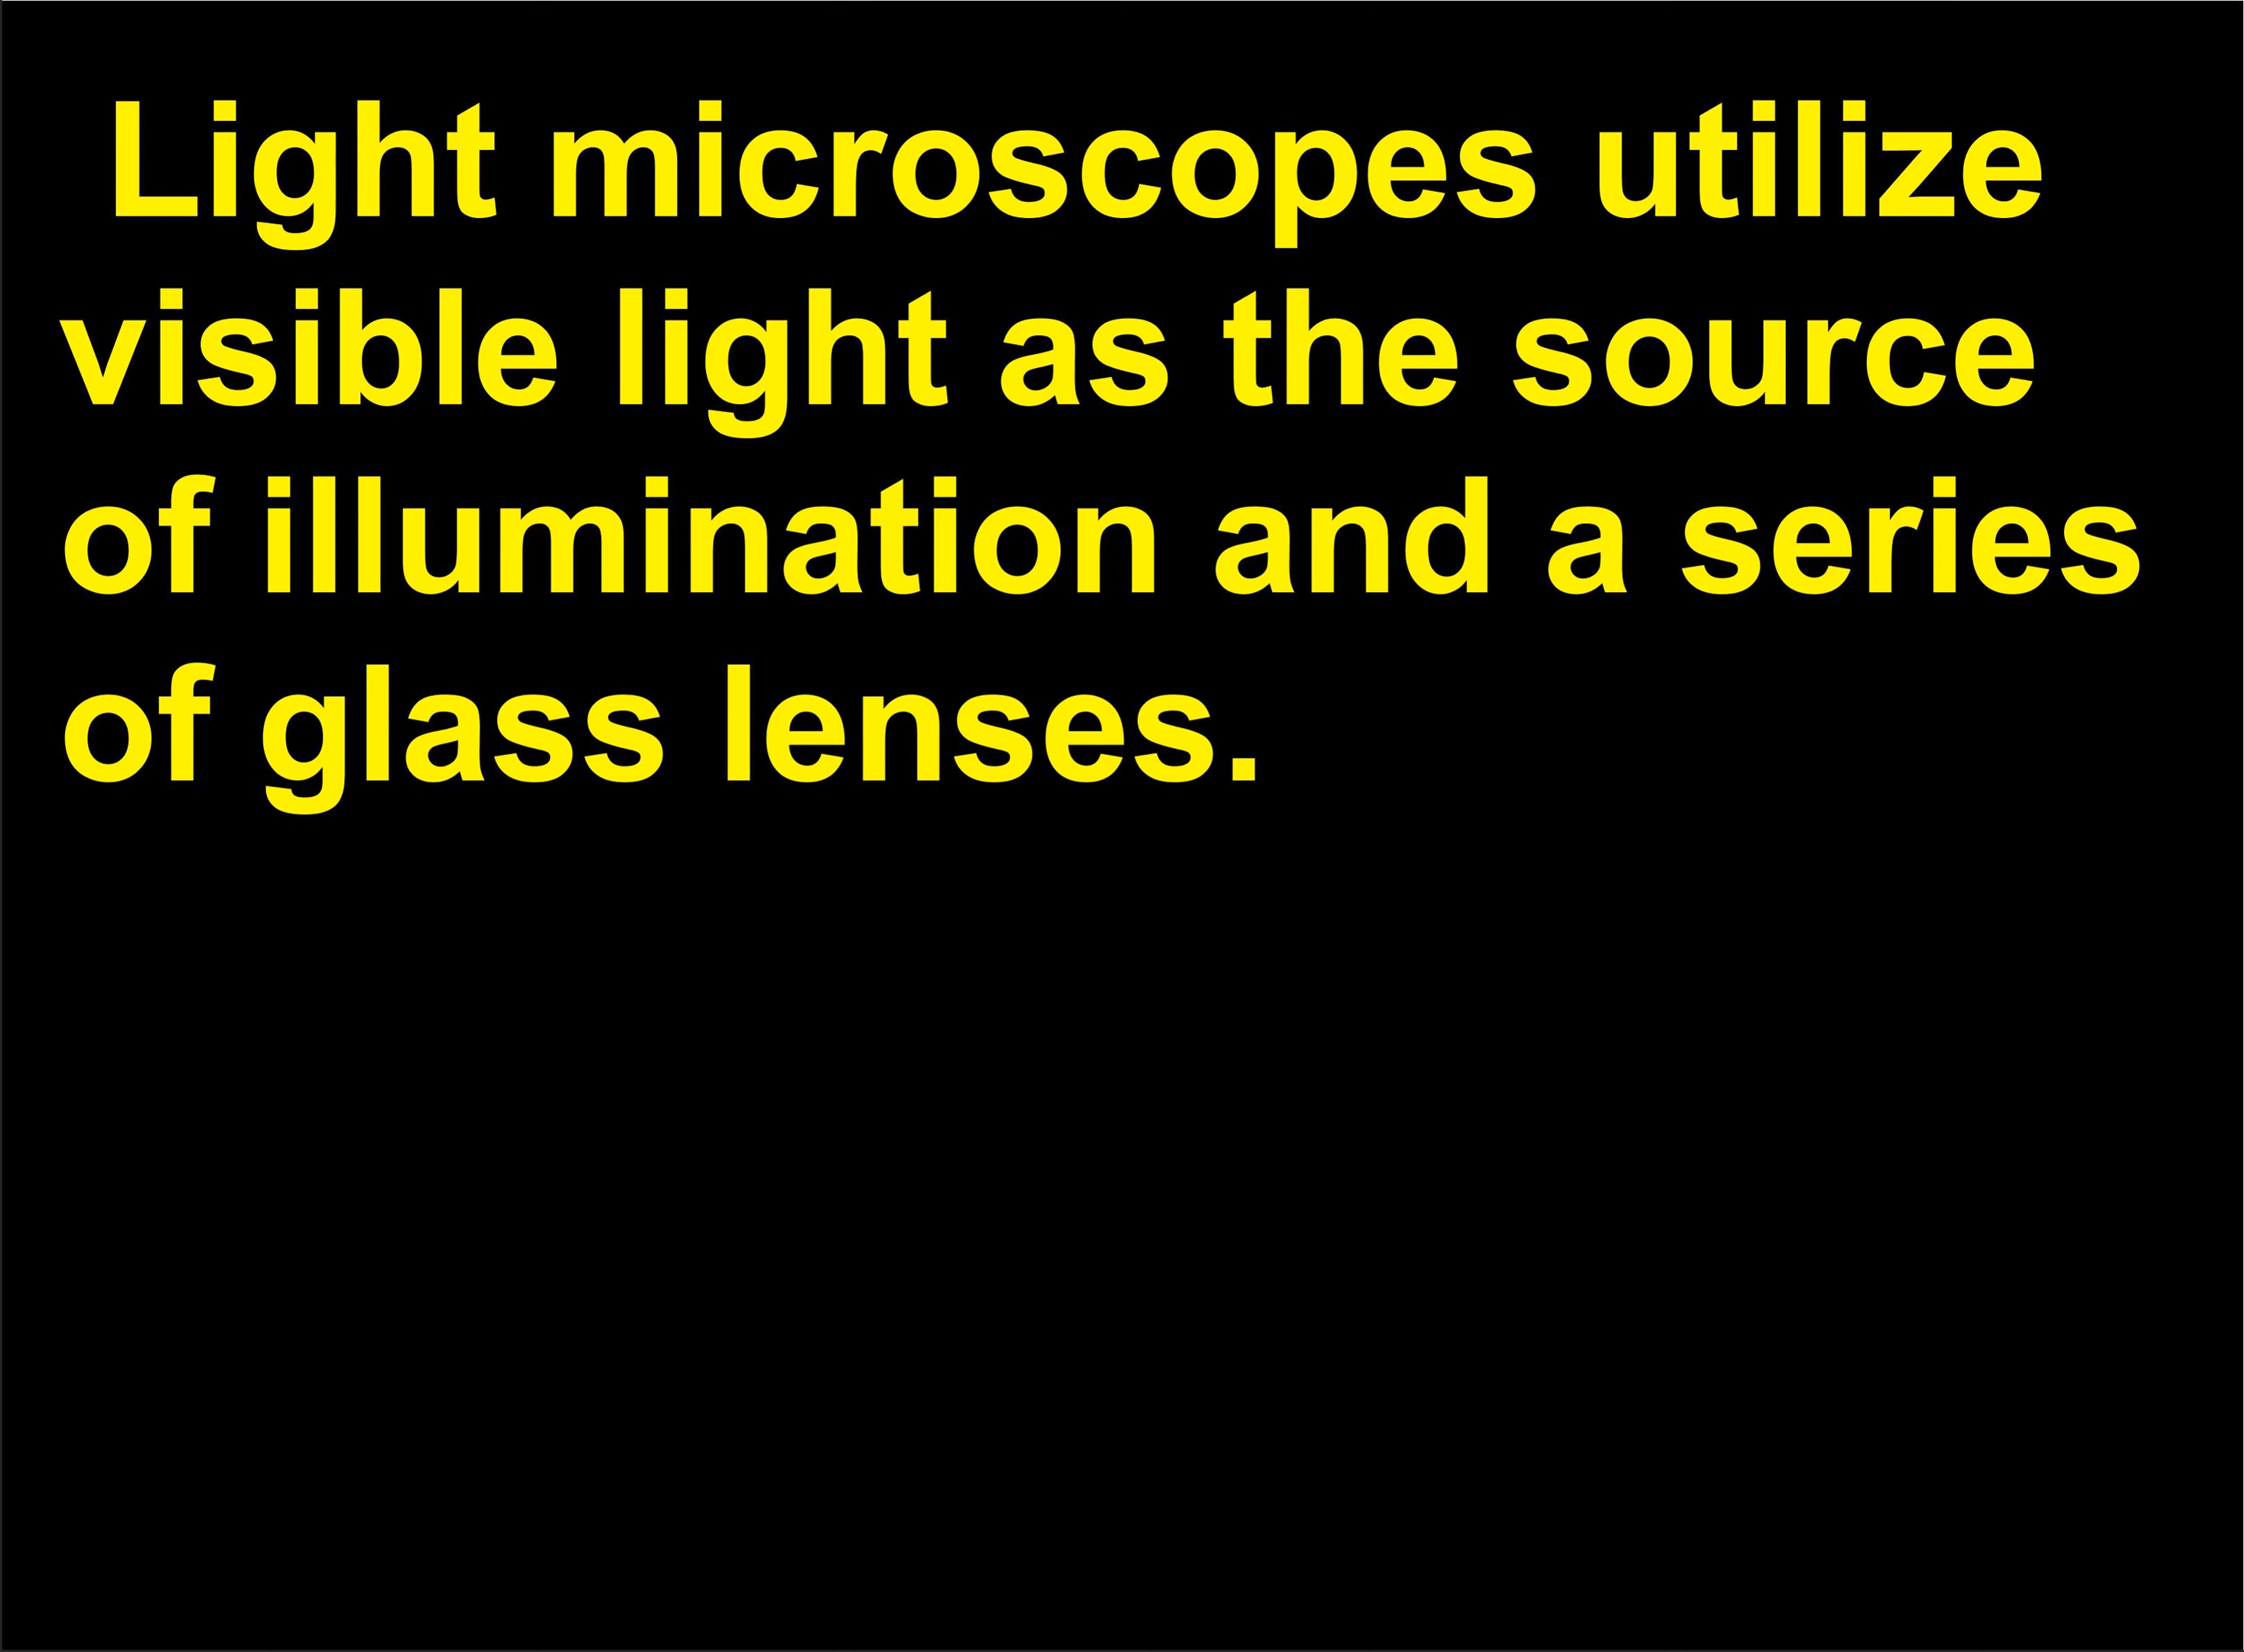 Light microscopes utilize
visible light as the source
of illumination and a series
of glass lenses.